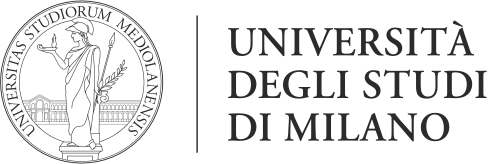 UNIVERSITAS STUDIORUM MEDIOLANENSIS
UNIVERSITÀ
DEGLI STUDI
DI MILANO